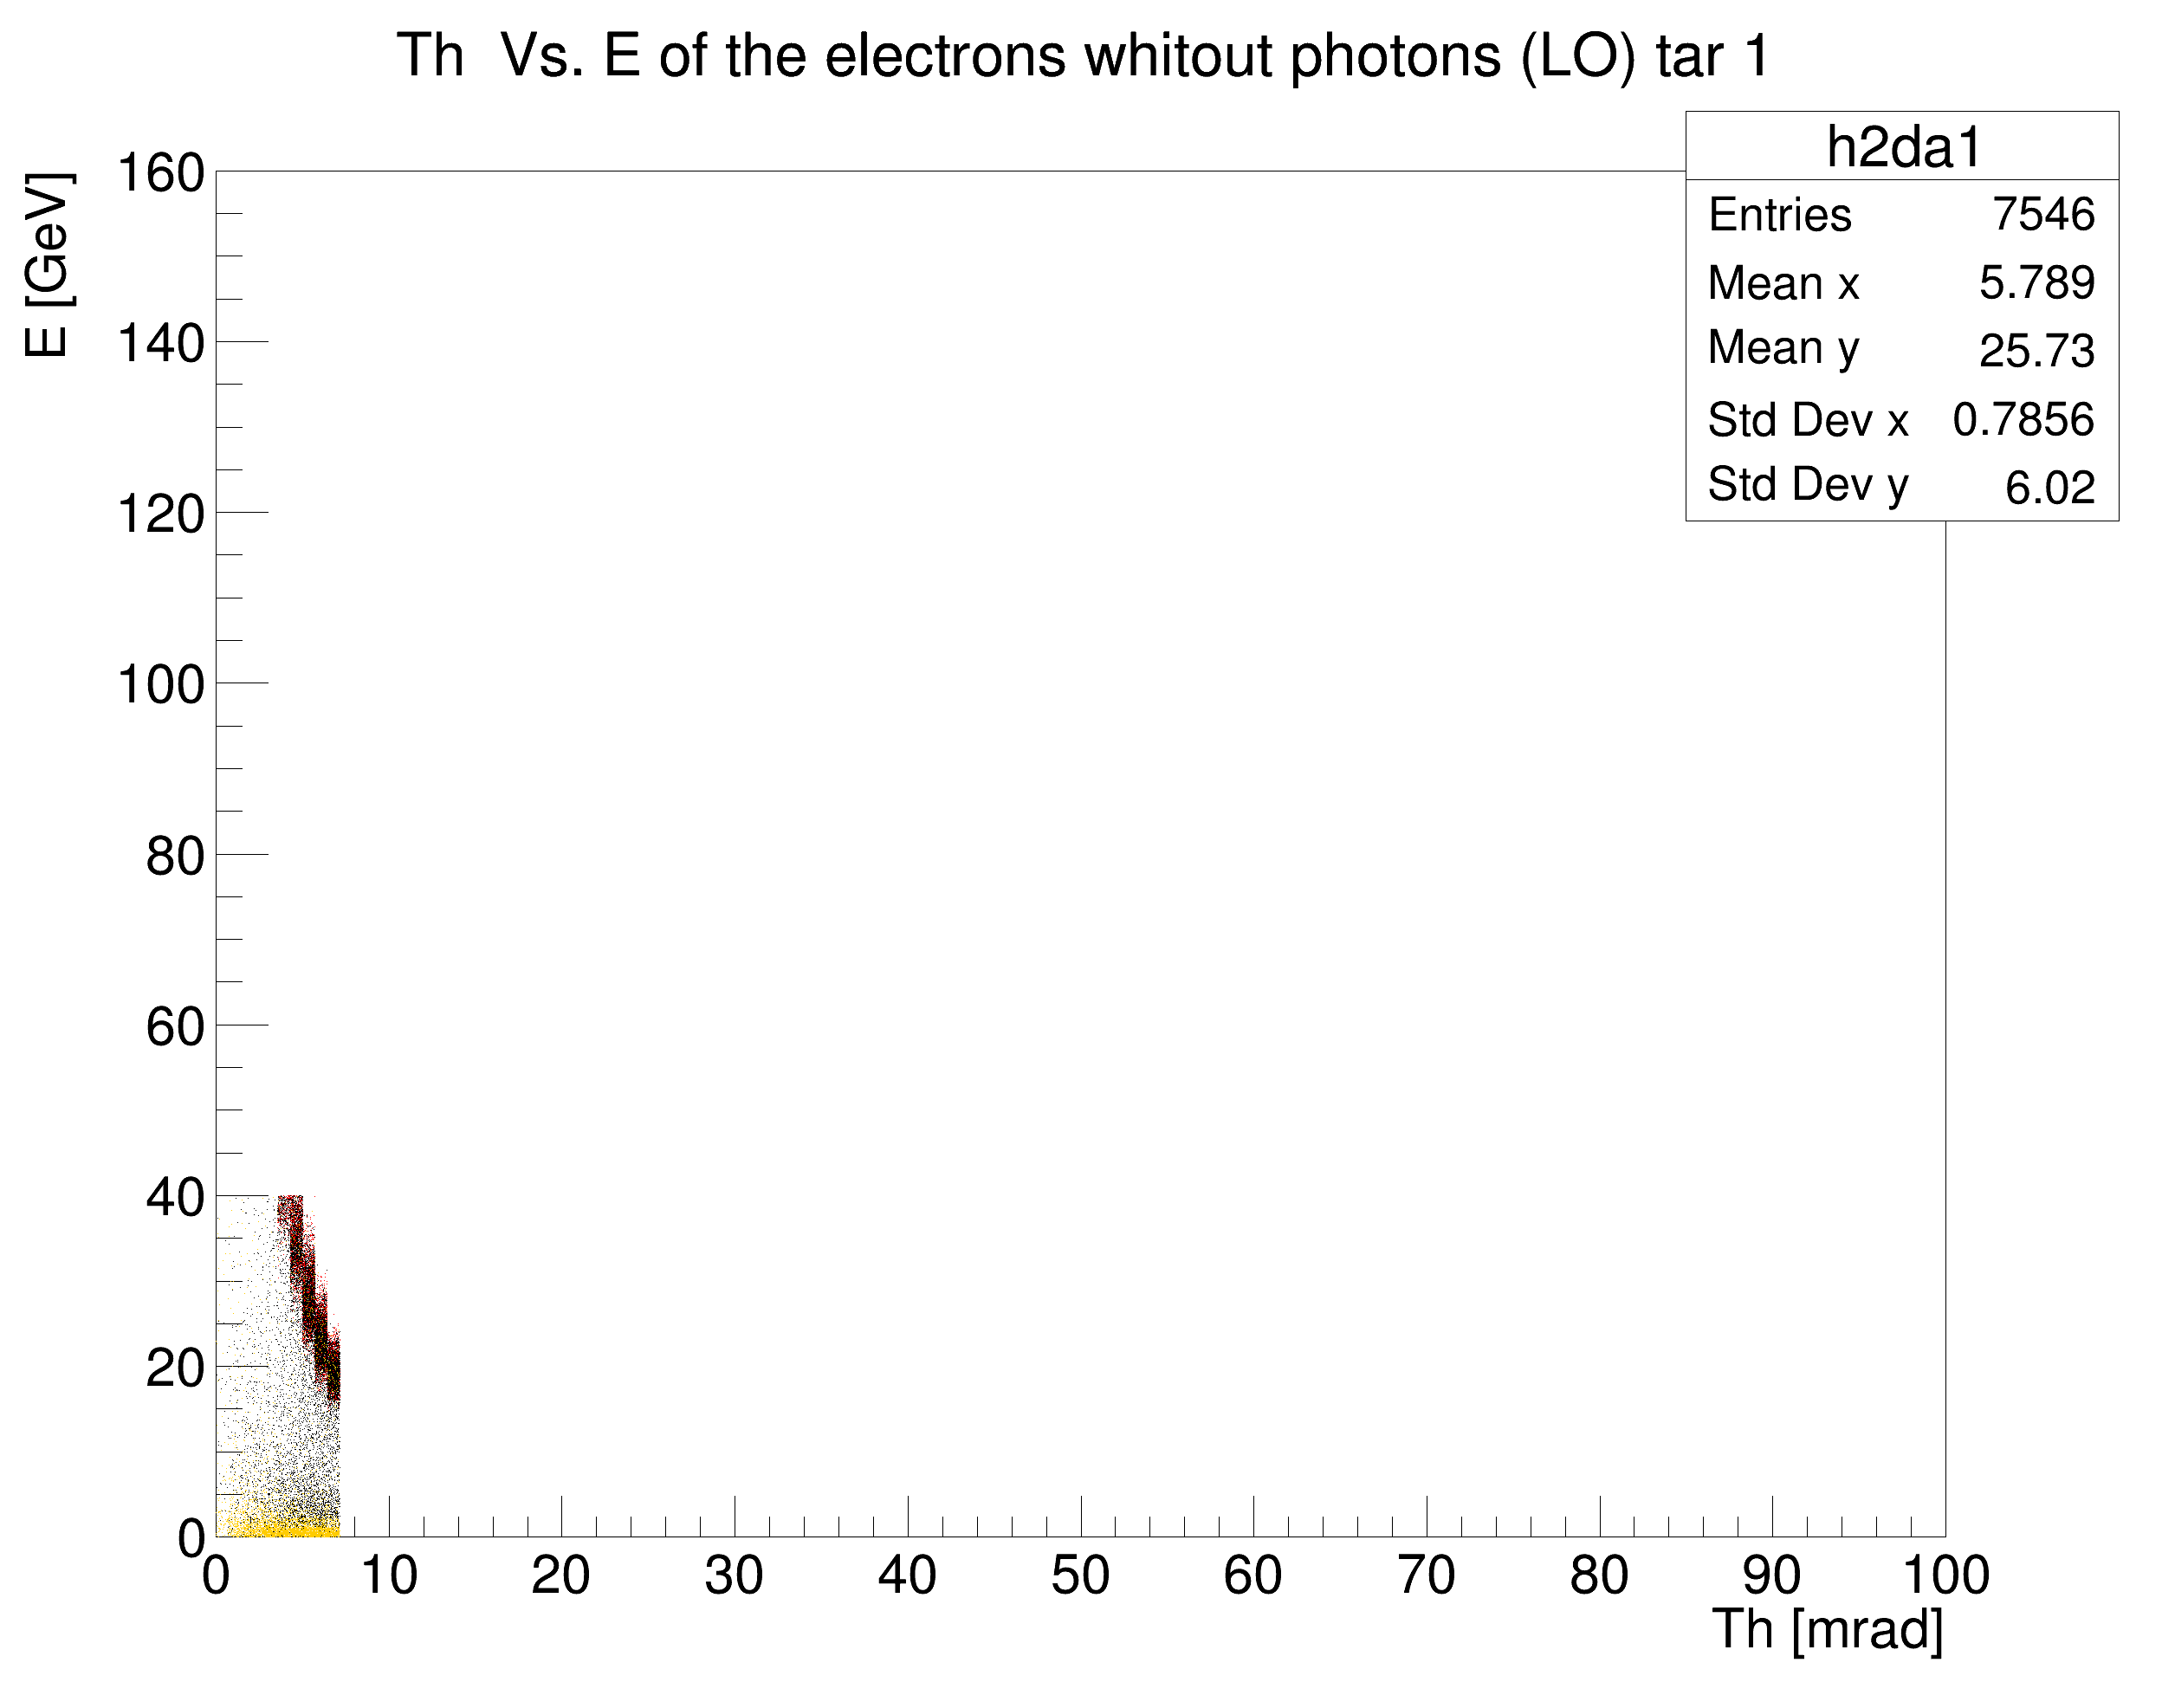 Th  Vs. E of the electrons whitout photons (LO) tar 1
h2da1
Entries 7546
Mean x 5.789
Mean y 25.73
Std Dev x 0.7856
Std Dev y 6.02
E [GeV]
160
140
120
100
80
60
40
20
0
0 10 20 30 40 50 60 70 80 90 100
Th [mrad]